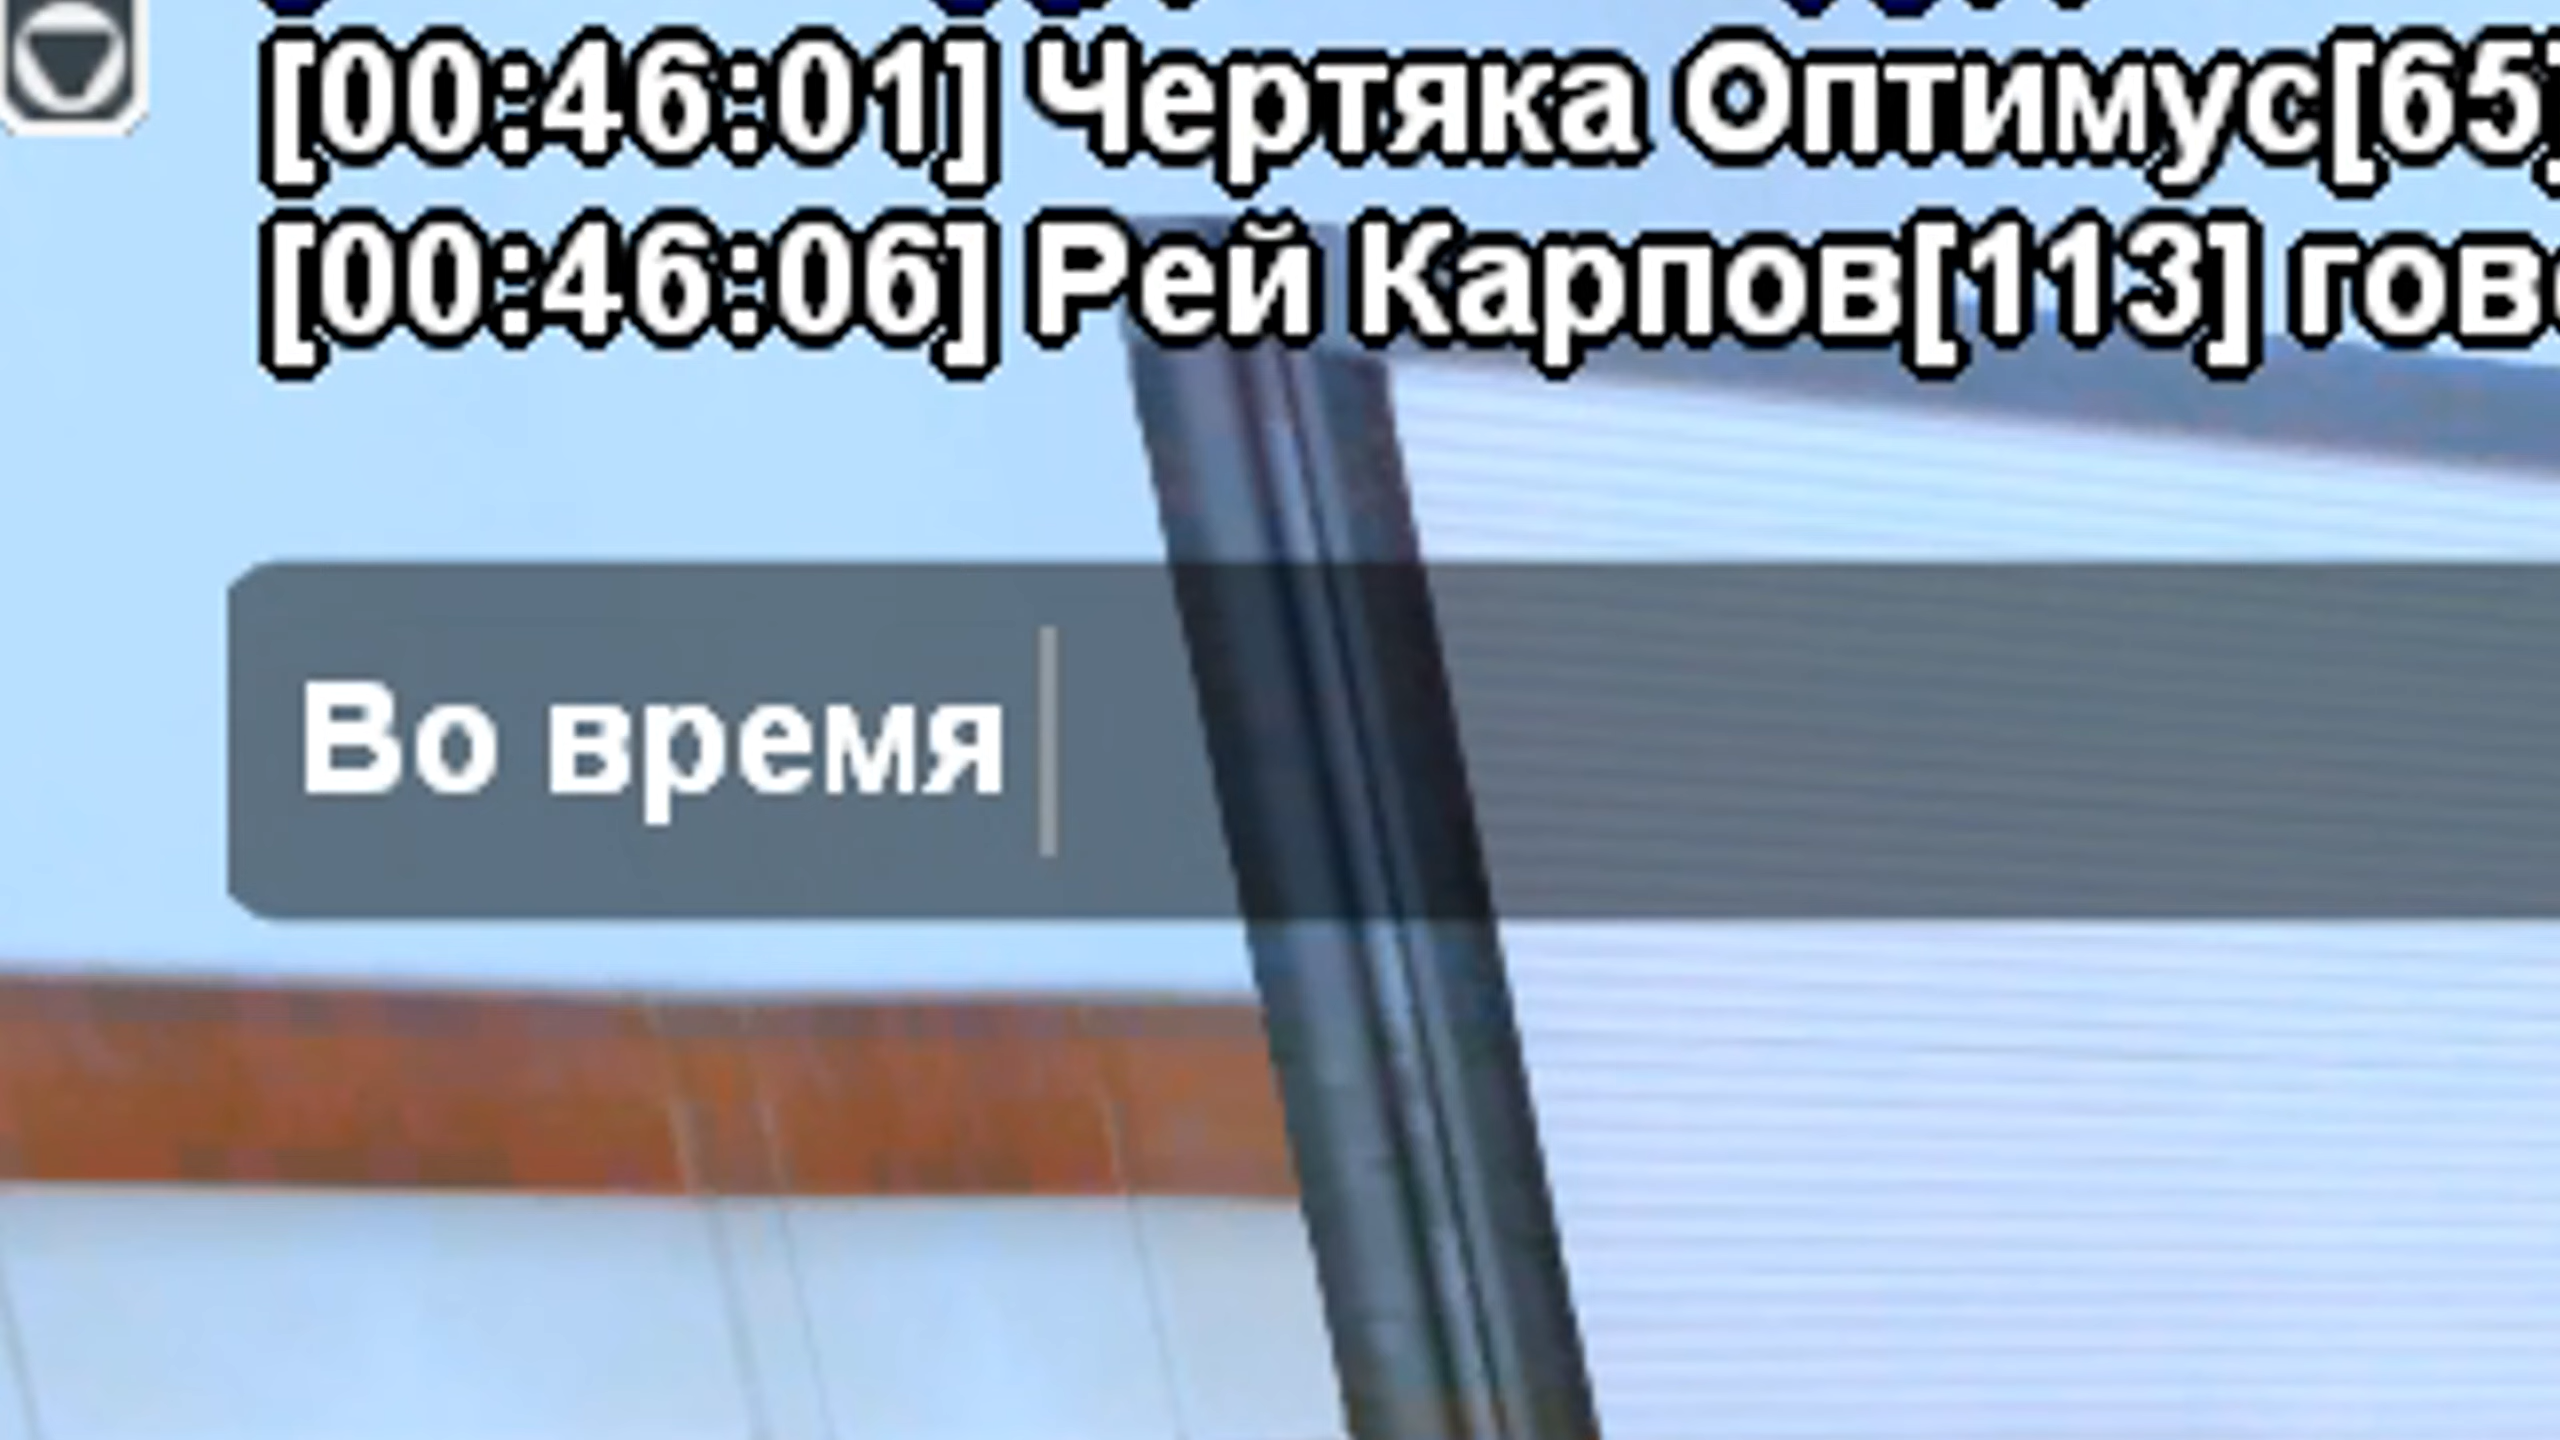 [00:46:01] Чертяка Оптимус[65]
[00:46:06] Рей Карпов[113]
Во время